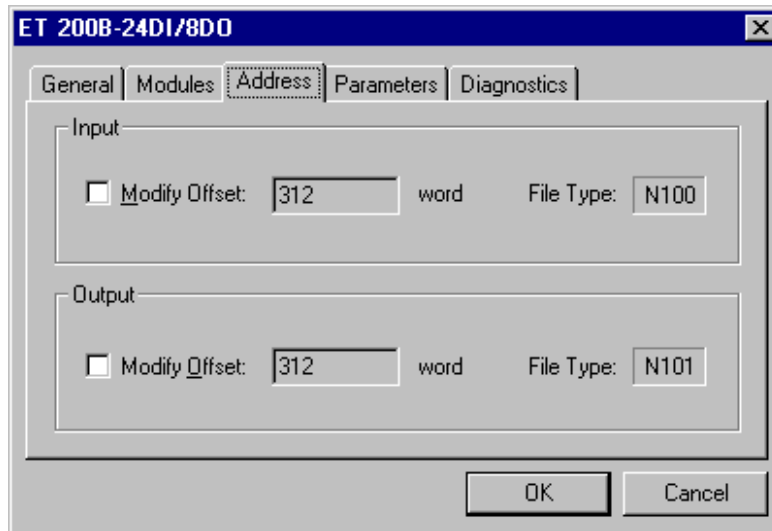 ET 200B-24DI/8DO
General Modules Address Parameters Diagnostics
Input
Modify Offset: 312 word File Type: N100
Output
Modify Offset: 312 word File Type: N101
OK Cancel